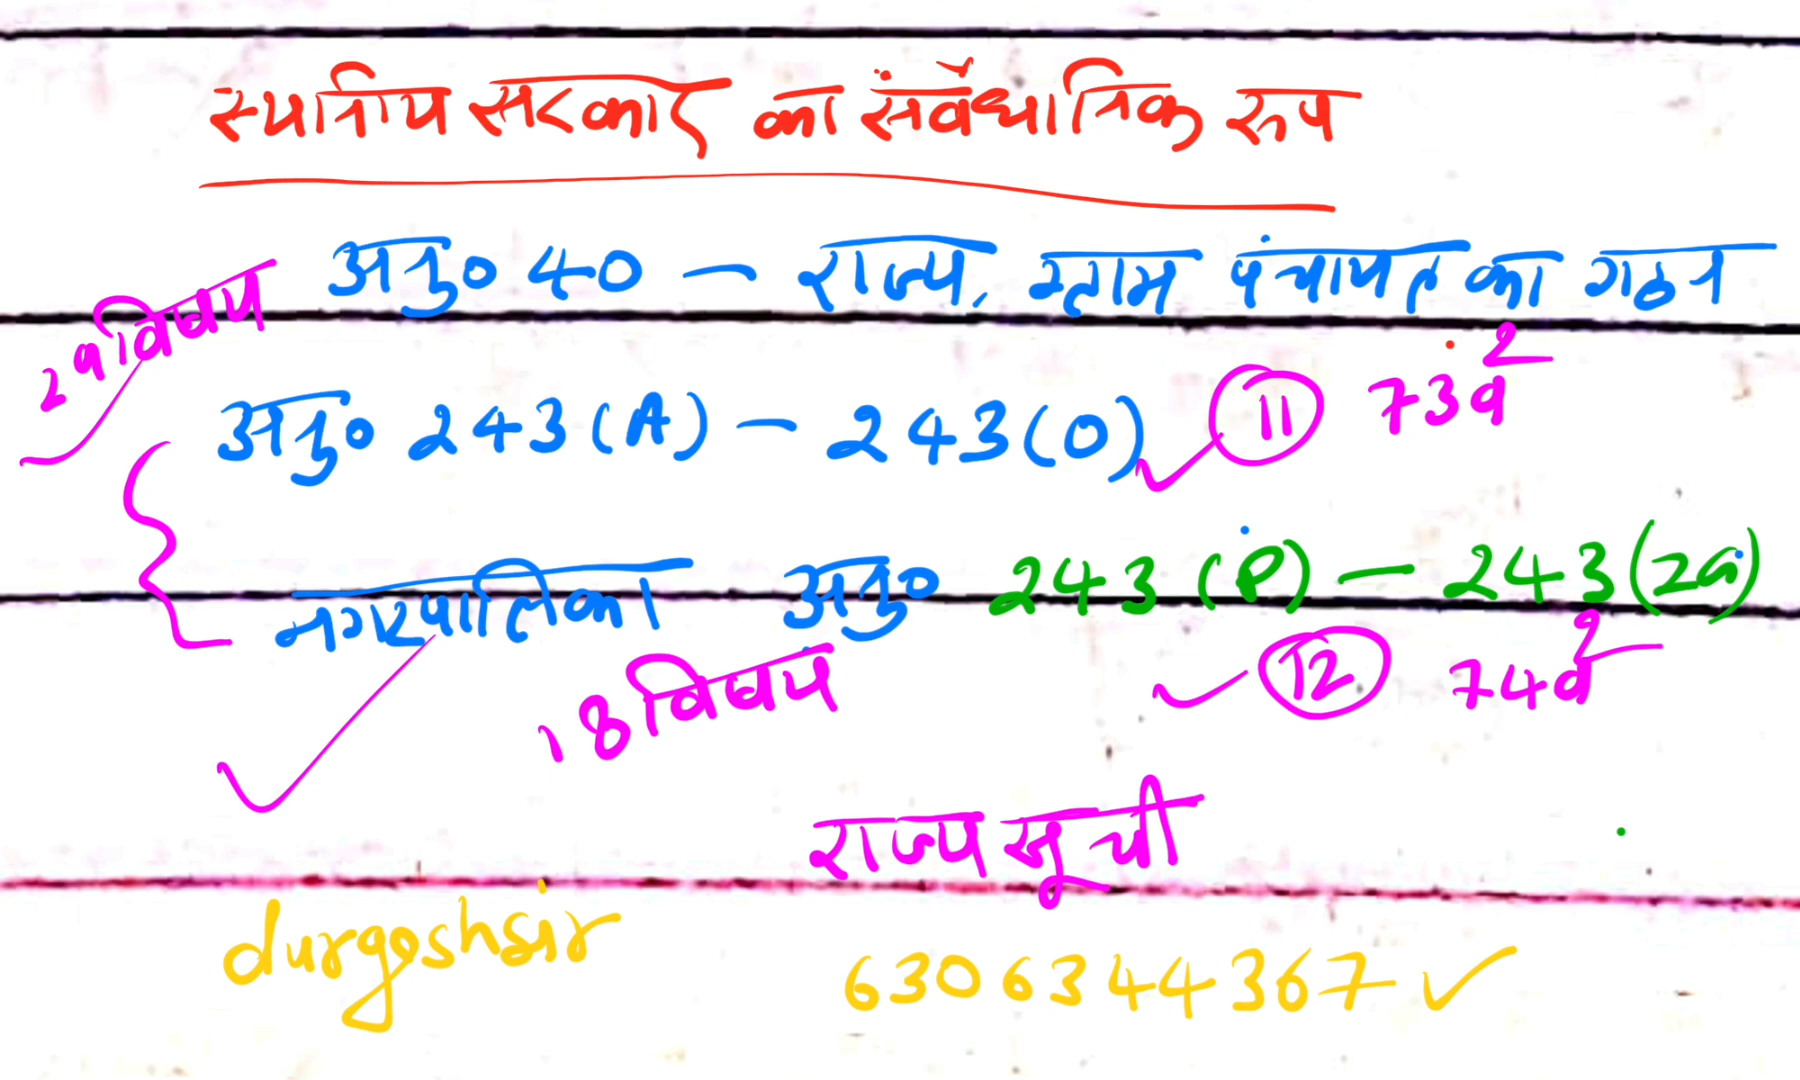 स्थानिय सरकार का संवैधानिक रूप
अनु० 40 - राज्य, ग्राम पंचायत का गठन
29 विषय
अनु० 243(A) - 243(O) 11 73वाँ
नगरपालिका अनु० 243(P) - 243(ZG)
18 विषय 12 74वाँ
राज्य सूची
durgeshsir 6306344367